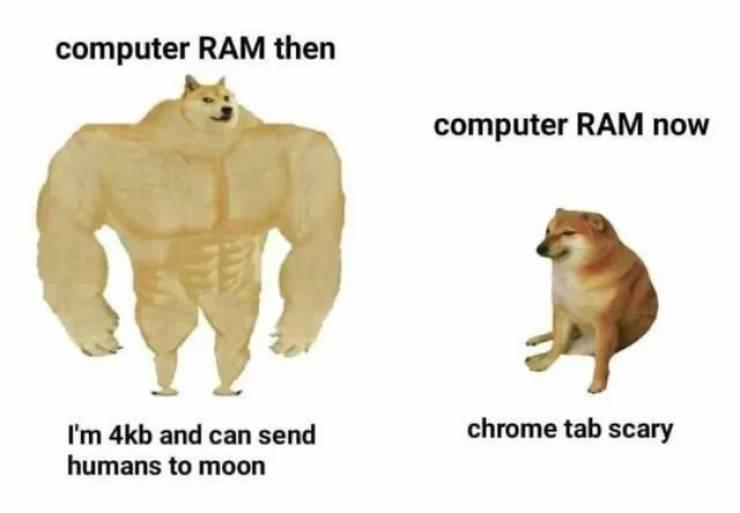 computer RAM then
computer RAM now
I'm 4kb and can send
humans to moon
chrome tab scary